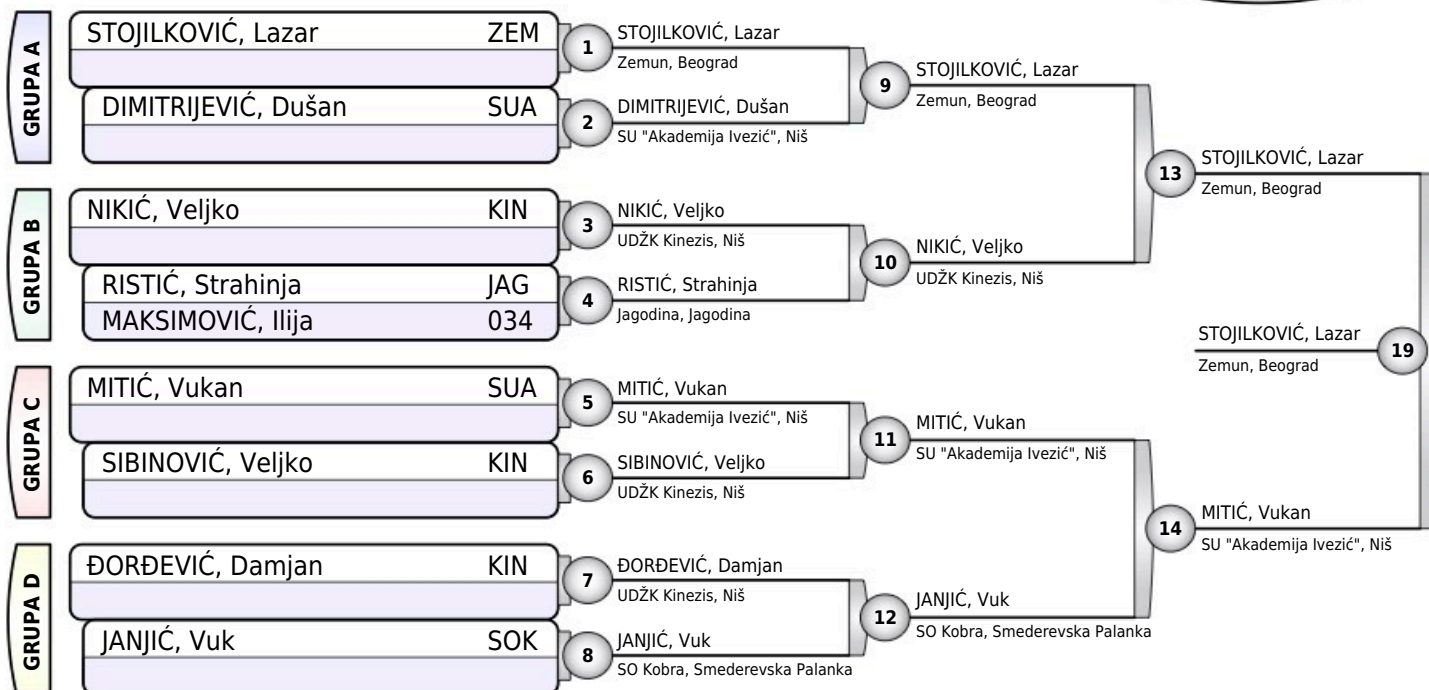 GRUPA A
STOJILKOVIĆ, Lazar ZEM
DIMITRIJEVIĆ, Dušan SUA
GRUPA B
NIKIĆ, Veljko KIN
RISTIĆ, Strahinja JAG
MAKSIMOVIĆ, Ilija 034
GRUPA C
MITIĆ, Vukan SUA
SIBINOVIĆ, Veljko KIN
GRUPA D
ĐORĐEVIĆ, Damjan KIN
JANJIĆ, Vuk SOK
1
STOJILKOVIĆ, Lazar
Zemun, Beograd
2
DIMITRIJEVIĆ, Dušan
SU "Akademija Ivezić", Niš
3
NIKIĆ, Veljko
UDŽK Kinezis, Niš
4
RISTIĆ, Strahinja
Jagodina, Jagodina
5
MITIĆ, Vukan
SU "Akademija Ivezić", Niš
6
SIBINOVIĆ, Veljko
UDŽK Kinezis, Niš
7
ĐORĐEVIĆ, Damjan
UDŽK Kinezis, Niš
8
JANJIĆ, Vuk
SO Kobra, Smederevska Palanka
9
STOJILKOVIĆ, Lazar
Zemun, Beograd
10
NIKIĆ, Veljko
UDŽK Kinezis, Niš
11
MITIĆ, Vukan
SU "Akademija Ivezić", Niš
12
JANJIĆ, Vuk
SO Kobra, Smederevska Palanka
13
STOJILKOVIĆ, Lazar
Zemun, Beograd
14
MITIĆ, Vukan
SU "Akademija Ivezić", Niš
STOJILKOVIĆ, Lazar
Zemun, Beograd
19